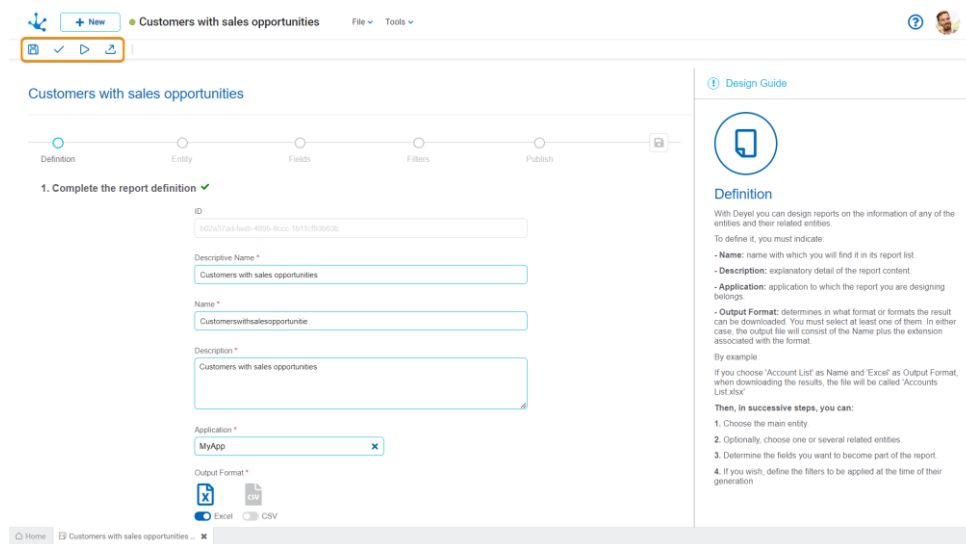 + New
Customers with sales opportunities
File
Tools
Customers with sales opportunities
Definition
Entity
Fields
Filters
Publish
1. Complete the report definition
ID
Descriptive Name *
Customers with sales opportunities
Name *
Customerswithsalesopportunitie
Description *
Customers with sales opportunities
Application *
MyApp
Output Format *
CSV
Excel
CSV
Design Guide
Definition
With Deyel you can design reports on the information of any of the
entities and their related entities.
To define it, you must indicate:
- Name: name with which you will find it in its report list.
- Description: explanatory detail of the report content.
- Application: application to which the report you are designing
belongs.
- Output Format: determines in what format or formats the result
can be downloaded. You must select at least one of them. In either
case, the output file will consist of the Name plus the extension
associated with the format.
By example:
If you choose 'Account List' as Name and 'Excel' as Output Format,
when downloading the results, the file will be called 'Accounts
List.xlsx'
Then, in successive steps, you can:
1. Choose the main entity.
2. Optionally, choose one or several related entities.
3. Determine the fields you want to become part of the report.
4. If you wish, define the filters to be applied at the time of their
generation
Home
Customers with sales opportunities ...